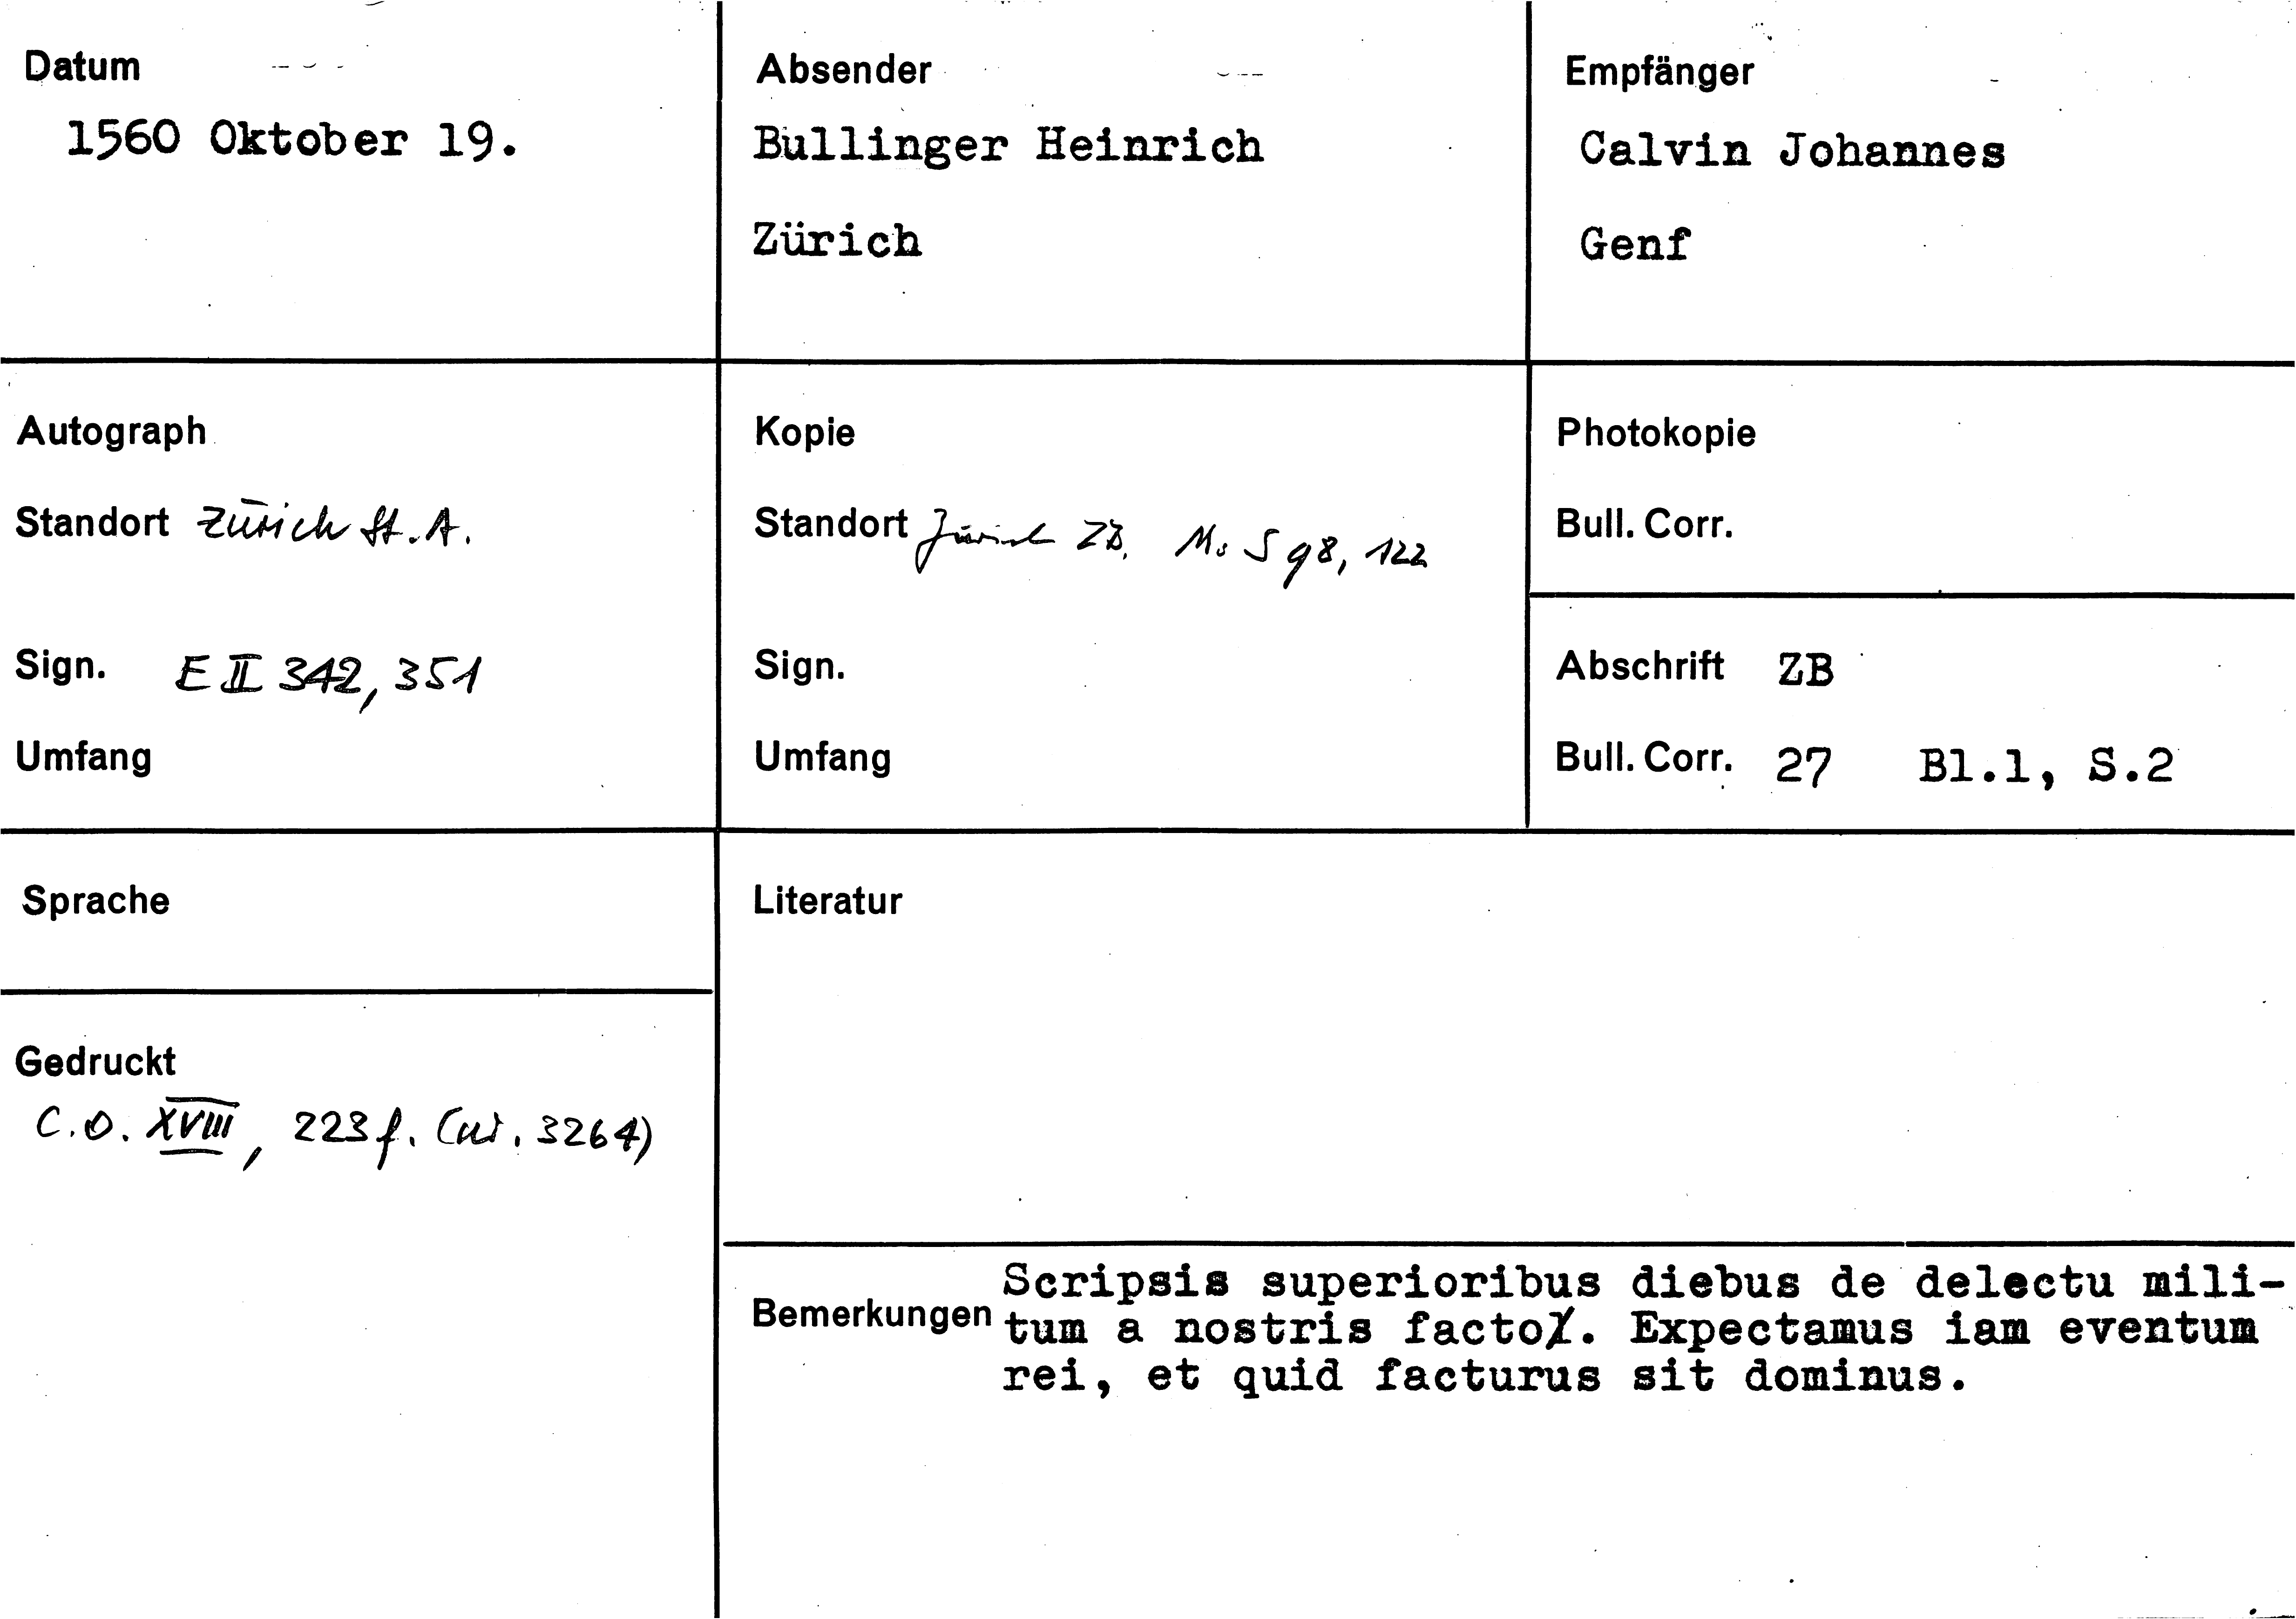 Datum
1560 Oktober 19.
Absender
Bullinger Heinrich
Zürich
Empfänger
Calvin Johannes
Genf
Autograph
Standort Zürich St. A.
Sign. E II 342, 351
Umfang
Kopie
Standort Zürich ZB. Ms S 98, 122
Sign.
Umfang
Photokopie
Bull. Corr.
Abschrift ZB
Bull. Corr. 27 Bl.1, S.2
Sprache
Gedruckt
C.O. XVIII, 223 f. (nr. 3264)
Literatur
Bemerkungen
Scripsis superioribus diebus de delectu mili-
tum a nostris facto. Expectamus iam eventum
rei, et quid facturus sit dominus.